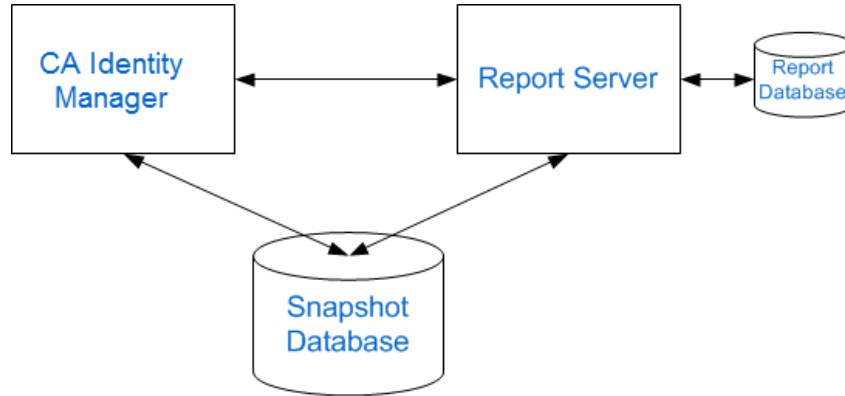 CA Identity
Manager
Report Server
Report
Database
Snapshot
Database